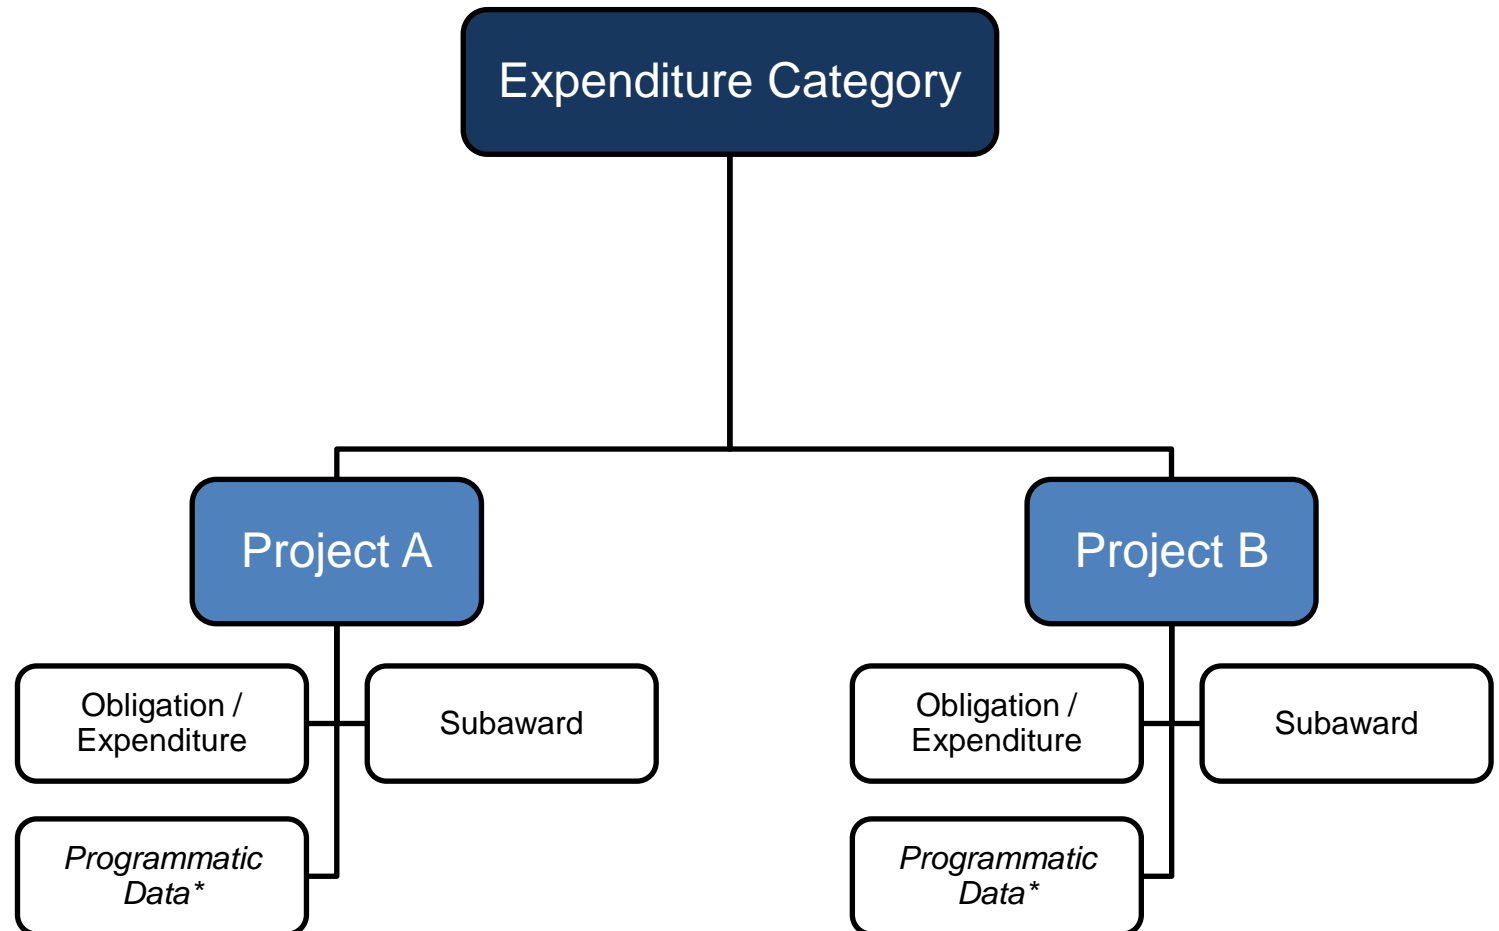 Expenditure Category
Project A
Project B
Obligation /
Expenditure
Subaward
Obligation /
Expenditure
Subaward
Programmatic
Data*
Programmatic
Data*